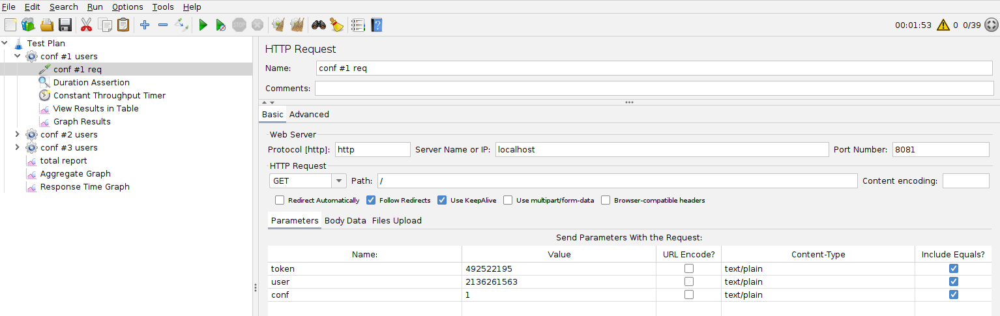 File Edit Search Run Options Tools Help
STOP 00:01:53 0 0/39
Test Plan
conf #1 users
conf #1 req
Duration Assertion
Constant Throughput Timer
View Results in Table
Graph Results
conf #2 users
conf #3 users
total report
Aggregate Graph
Response Time Graph
HTTP Request
Name: conf #1 req
Comments:
Basic Advanced
Web Server
Protocol [http]: http Server Name or IP: localhost Port Number: 8081
HTTP Request
GET Path: / Content encoding:
Redirect Automatically Follow Redirects Use KeepAlive Use multipart/form-data Browser-compatible headers
Parameters Body Data Files Upload
Send Parameters With the Request:
Name: Value URL Encode? Content-Type Include Equals?
token 492522195 text/plain
user 2136261563 text/plain
conf 1 text/plain